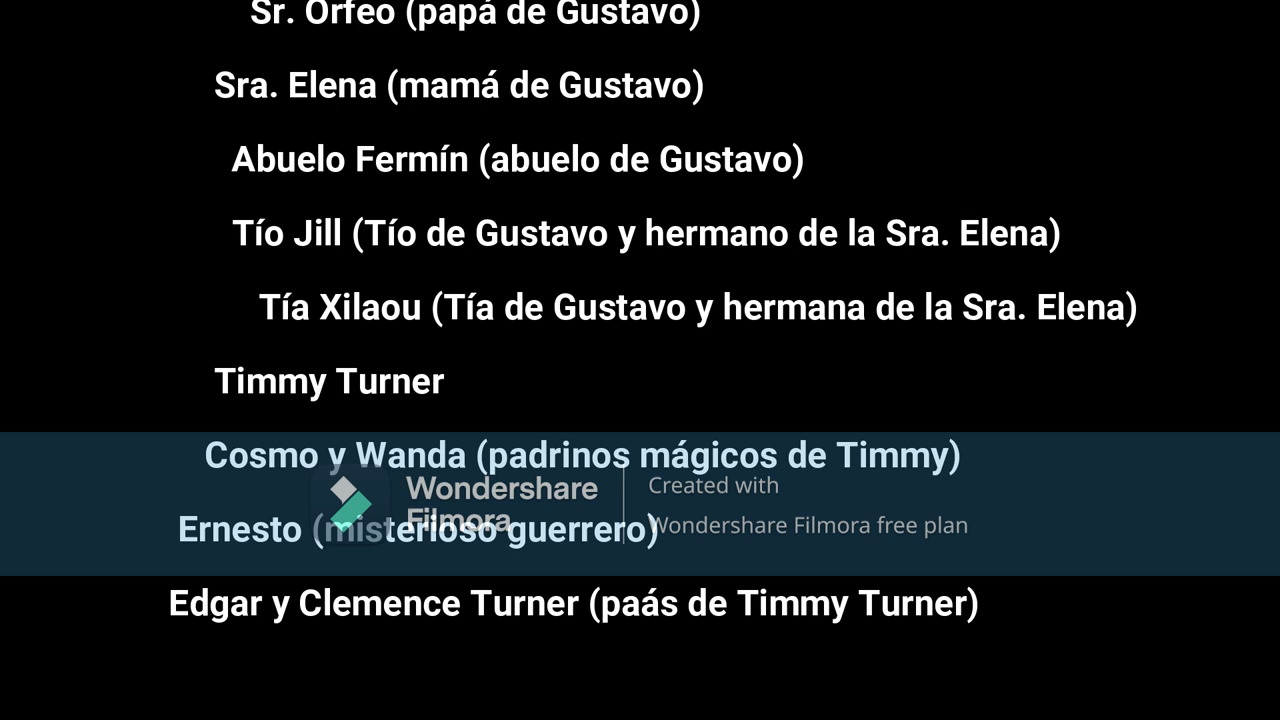 Sr. Orfeo (papá de Gustavo)
Sra. Elena (mamá de Gustavo)
Abuelo Fermín (abuelo de Gustavo)
Tío Jill (Tío de Gustavo y hermano de la Sra. Elena)
Tía Xilaou (Tía de Gustavo y hermana de la Sra. Elena)
Timmy Turner
Cosmo y Wanda (padrinos mágicos de Timmy)
Wondershare
Filmora
Created with
Wondershare Filmora free plan
Ernesto (misterioso guerrero)
Edgar y Clemence Turner (paás de Timmy Turner)